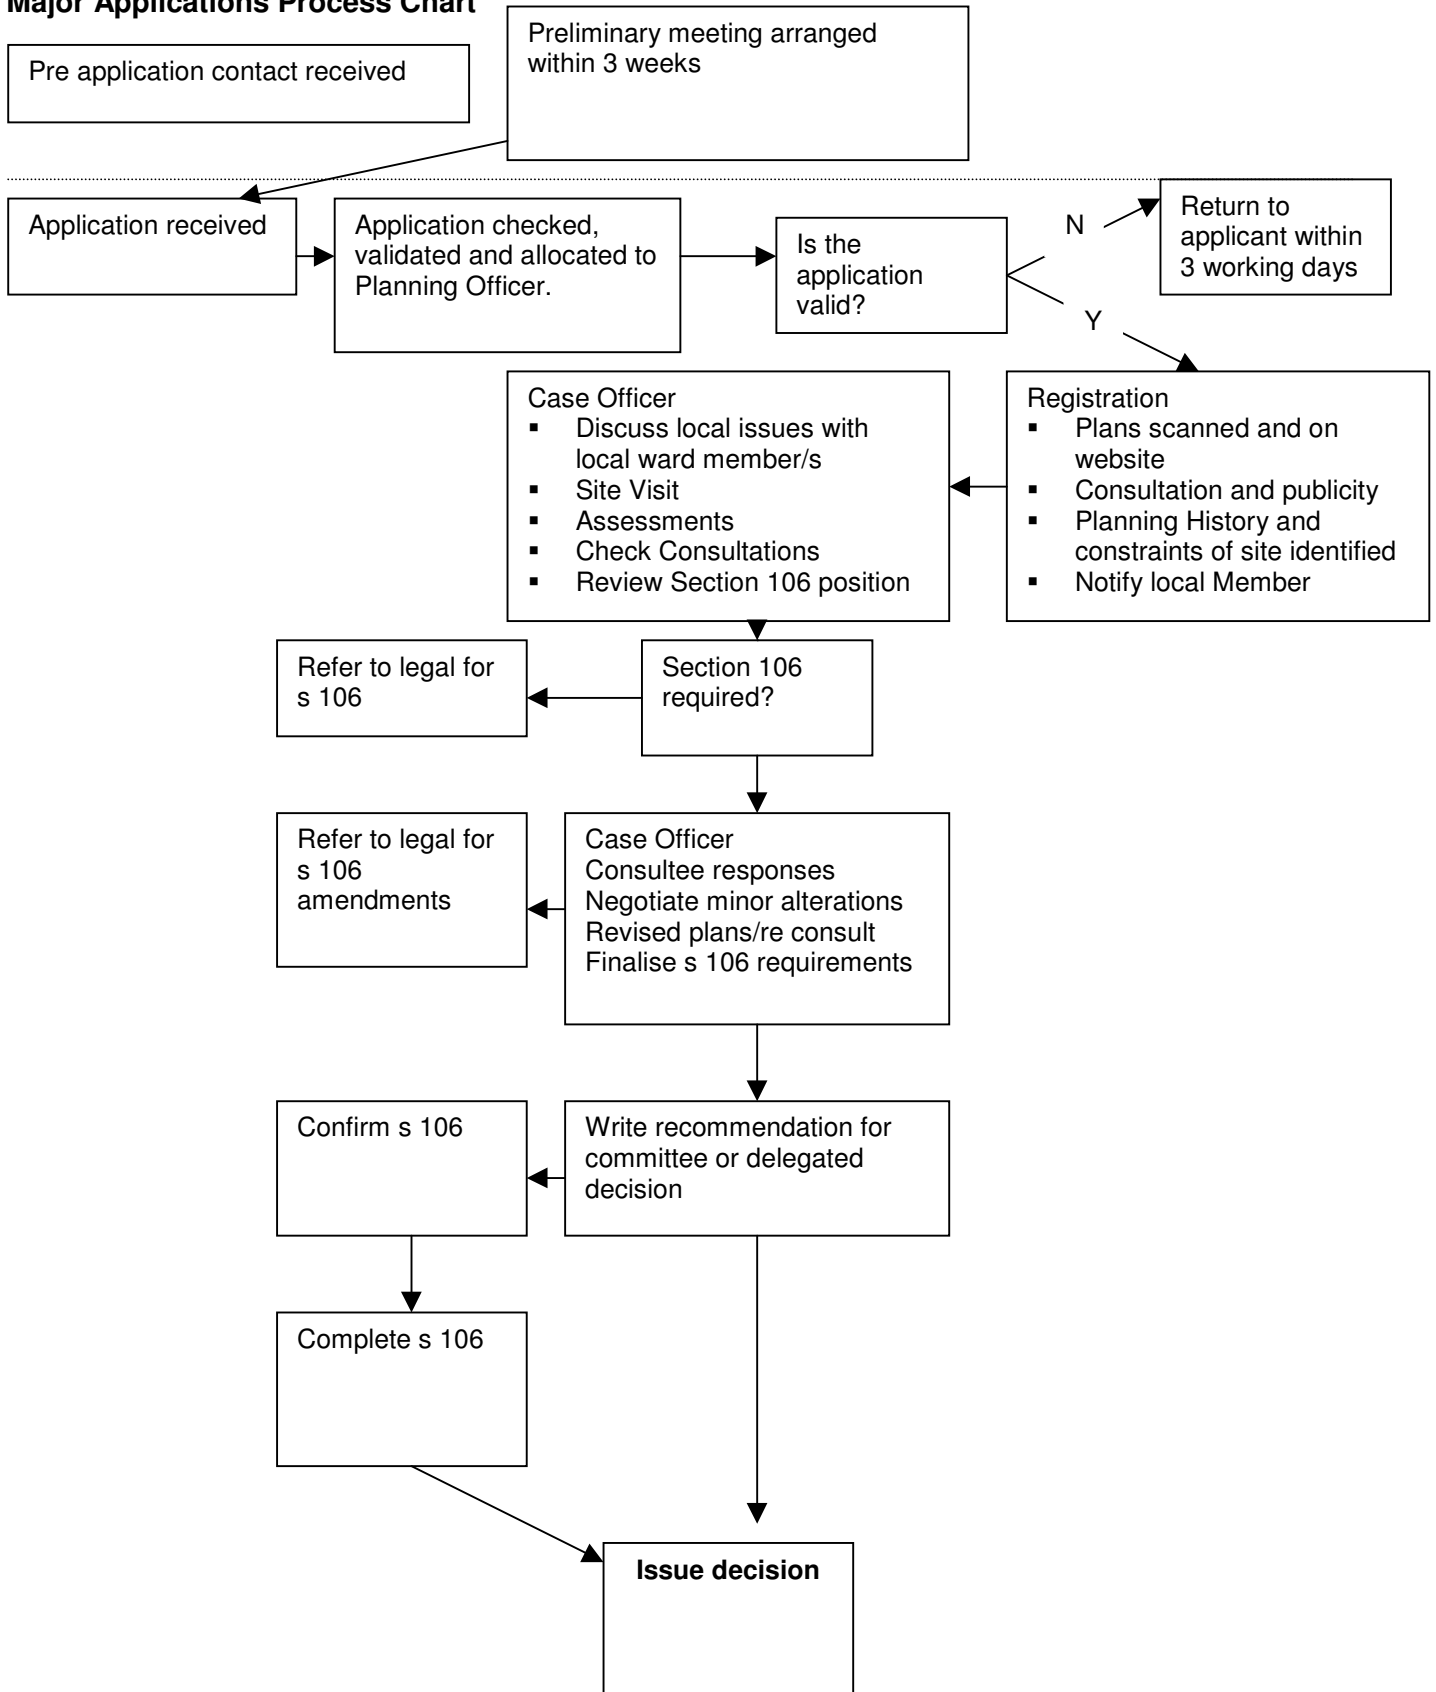 Major Applications Process Chart
Pre application contact received
Preliminary meeting arranged
within 3 weeks
Application received
Application checked,
validated and allocated to
Planning Officer.
Is the
application
valid?
N
Return to
applicant within
3 working days
Y
Registration
▪ Plans scanned and on
website
▪ Consultation and publicity
▪ Planning History and
constraints of site identified
▪ Notify local Member
Case Officer
▪ Discuss local issues with
local ward member/s
▪ Site Visit
▪ Assessments
▪ Check Consultations
▪ Review Section 106 position
Section 106
required?
Refer to legal for
s 106
Case Officer
Consultee responses
Negotiate minor alterations
Revised plans/re consult
Finalise s 106 requirements
Refer to legal for
s 106
amendments
Write recommendation for
committee or delegated
decision
Confirm s 106
Complete s 106
Issue decision